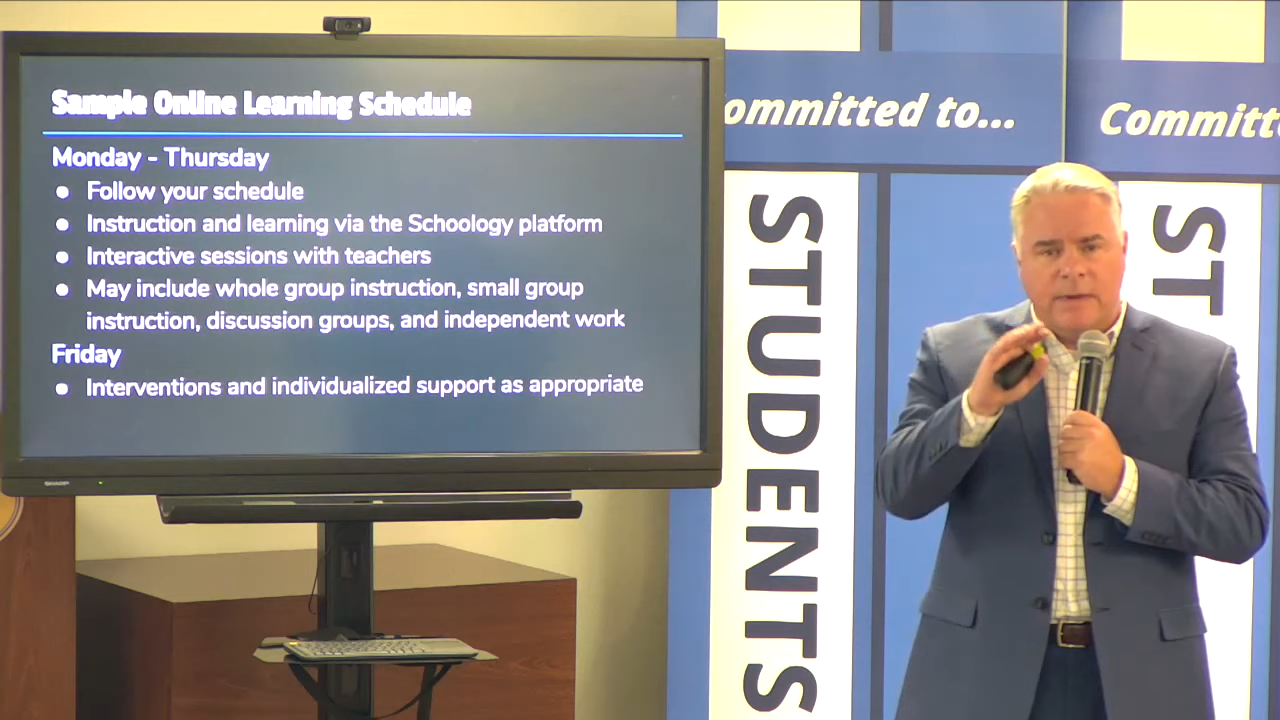 Sample Online Learning Schedule
Monday - Thursday
● Follow your schedule
● Instruction and learning via the Schoology platform
● Interactive sessions with teachers
● May include whole group instruction, small group
instruction, discussion groups, and independent work
Friday
● Interventions and individualized support as appropriate
SHARP
ommitted to...
STUDENTS
Committ
ST